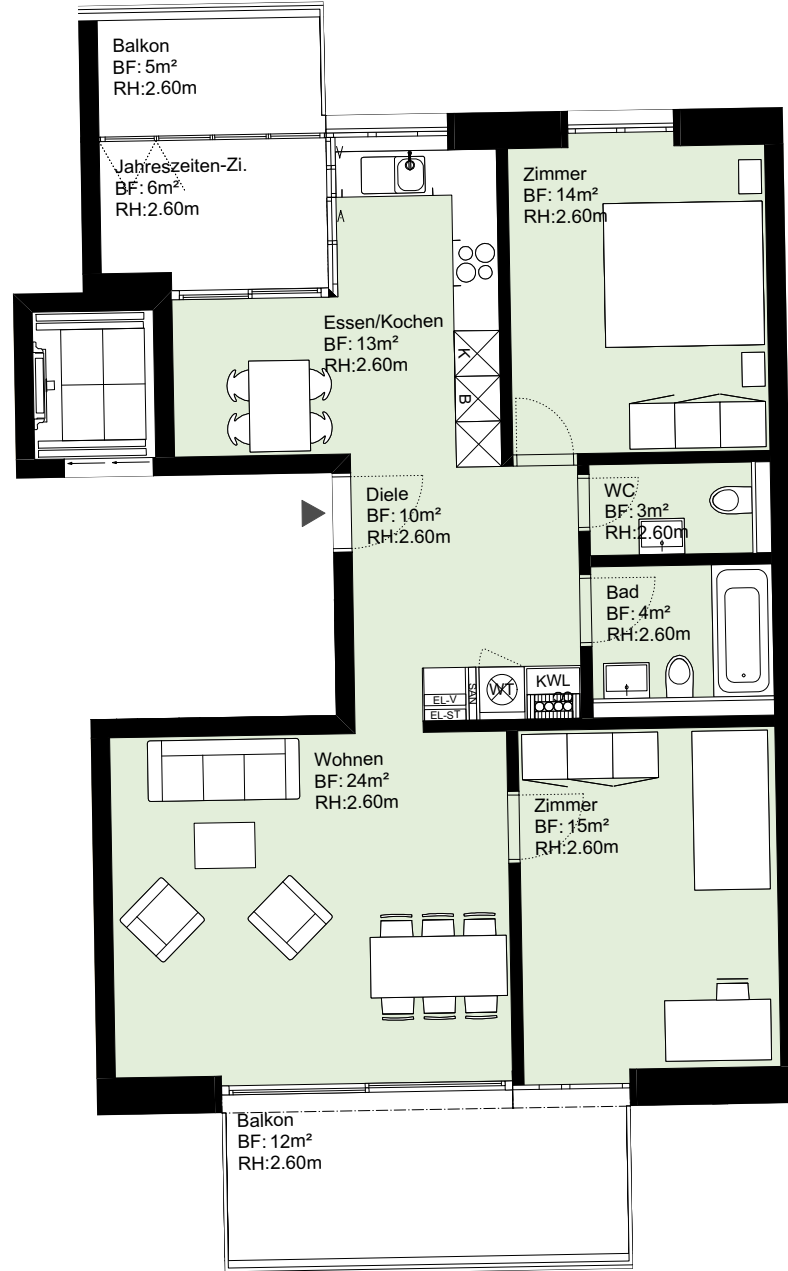 Balkon
BF: 5m²
RH:2.60m
Jahreszeiten-Zi.
BF: 6m²
RH:2.60m
Zimmer
BF: 14m²
RH:2.60m
Essen/Kochen
BF: 13m²
RH:2.60m
K
B
Diele
BF: 10m²
RH:2.60m
WC
BF: 3m²
RH:2.60m
Bad
BF: 4m²
RH:2.60m
EL-V
EL-ST
SAN
WT
KWL
Wohnen
BF: 24m²
RH:2.60m
Zimmer
BF: 15m²
RH:2.60m
Balkon
BF: 12m²
RH:2.60m